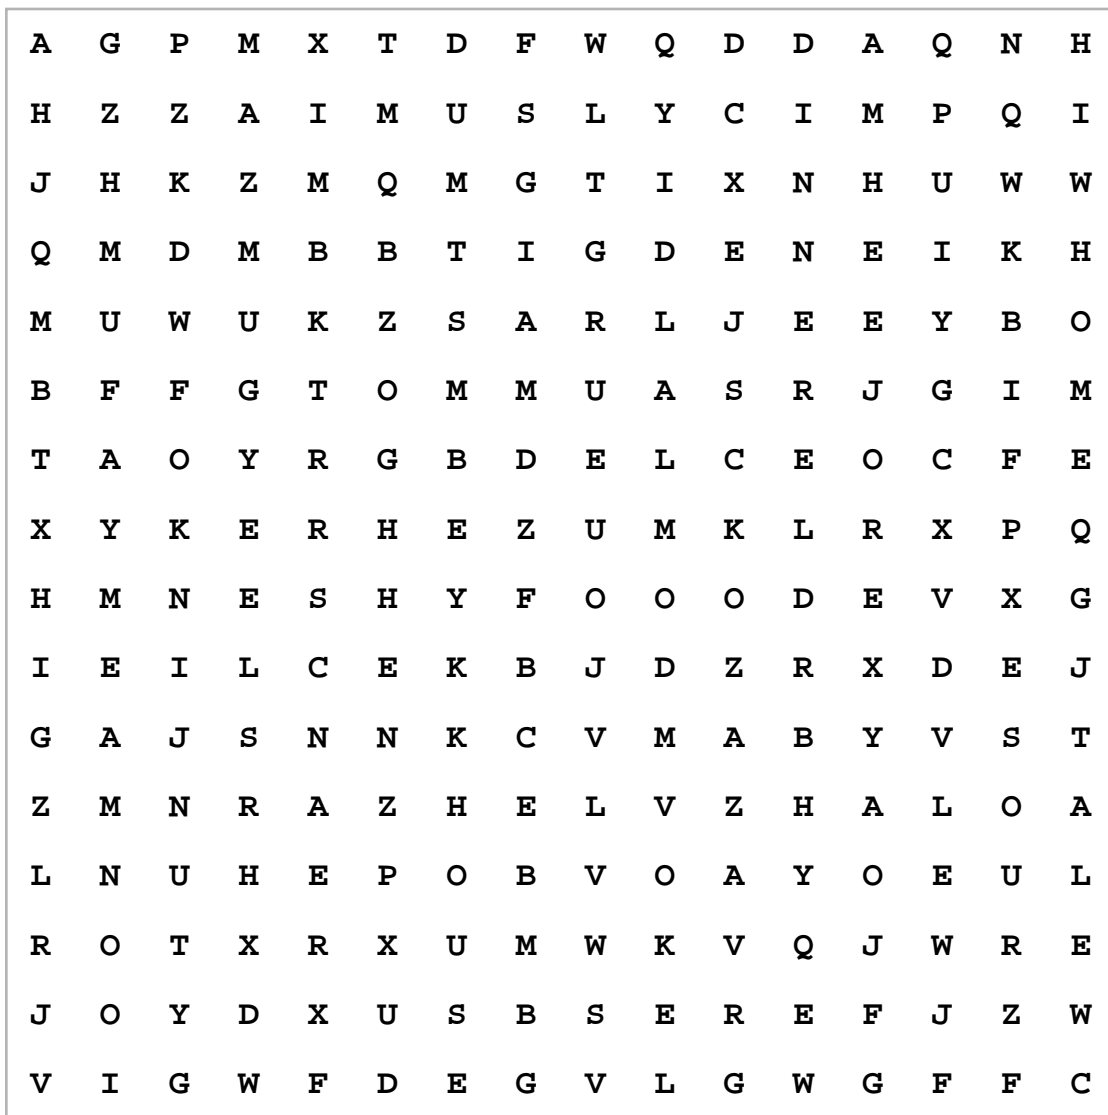 A G P M X T D F W Q D D A Q N H
H Z Z A I M U S L Y C I M P Q I
J H K Z M Q M G T I X N H U W W
Q M D M B B T I G D E N E I K H
M U W U K Z S A R L J E E Y B O
B F F G T O M M U A S R J G I M
T A O Y R G B D E L C E O C F E
X Y K E R H E Z U M K L R X P Q
H M N E S H Y F O O O D E V X G
I E I L C E K B J D Z R X D E J
G A J S N N K C V M A B Y V S T
Z M N R A Z H E L V Z H A L O A
L N U H E P O B V O A Y O E U L
R O T X R X U M W K V Q J W R E
J O Y D X U S B S E R E F J Z W
V I G W F D E G V L G W G F F C